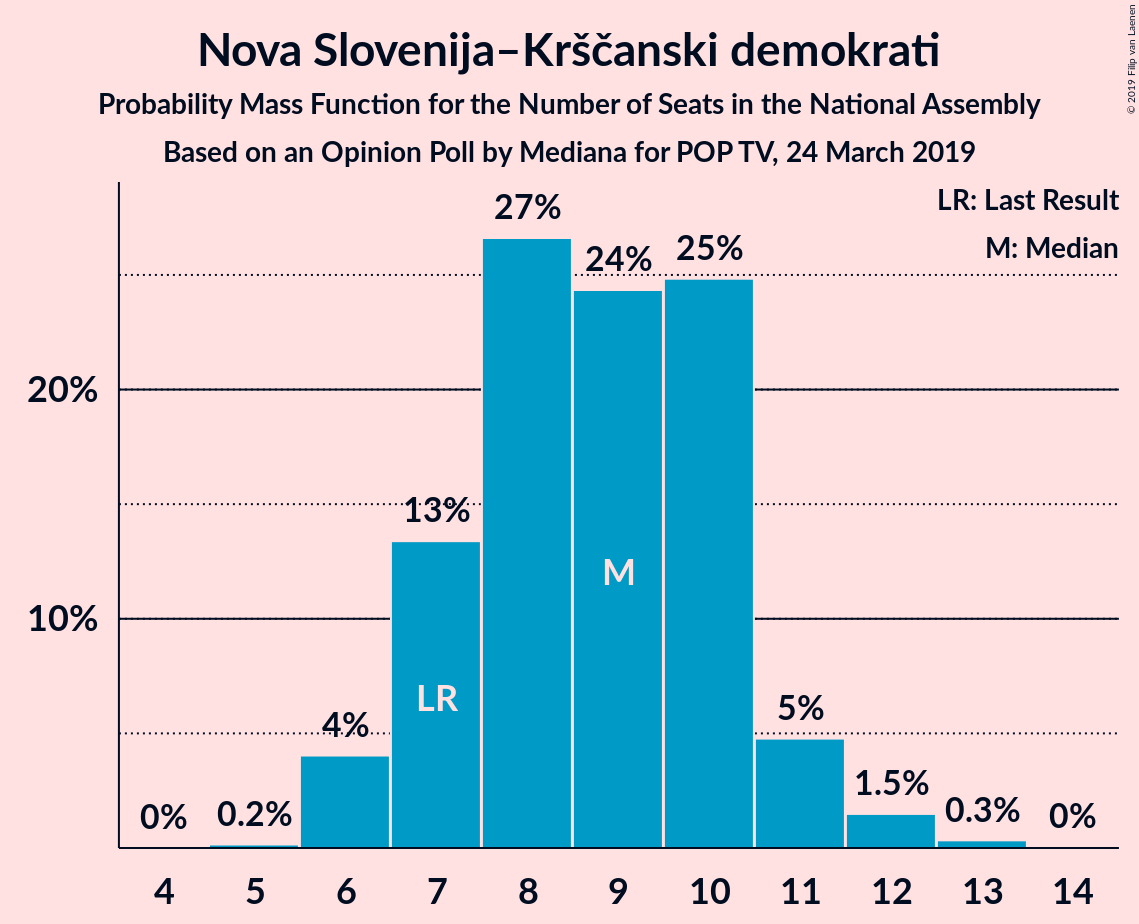 Nova Slovenija–Krščanski demokrati
Probability Mass Function for the Number of Seats in the National Assembly
Based on an Opinion Poll by Mediana for POP TV, 24 March 2019
© 2019 Filip van Laenen
LR: Last Result
M: Median
27%
24%
25%
20%
13%
M
10%
LR
4%
5%
1.5%
0%
0.2%
0.3%
0%
4 5 6 7 8 9 10 11 12 13 14